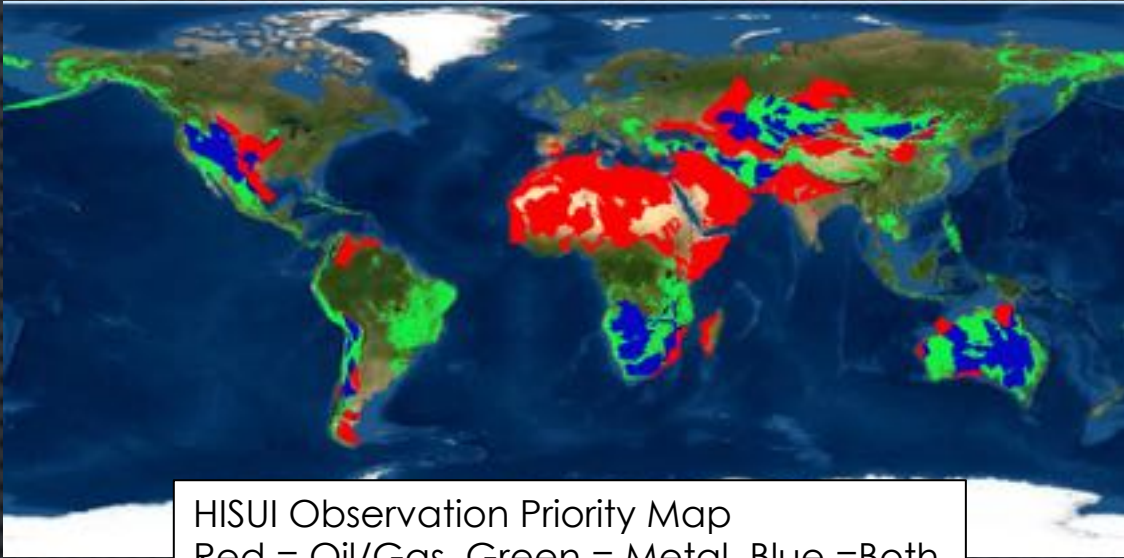 HISUI Observation Priority Map
Red = Oil/Gas, Green = Metal, Blue =Both